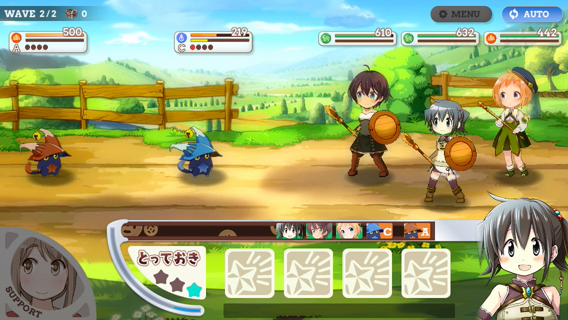 WAVE 2/2 0
MENU
AUTO
500
A
219
C
610
632
442
C A
とっておき
SUPPORT